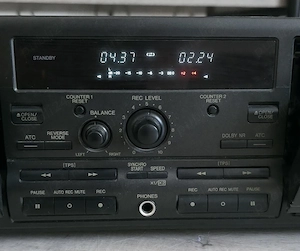 04.37 02.24
STANDBY
COUNTER 1 RESET REC LEVEL COUNTER 2 RESET
OPEN/CLOSE BALANCE OPEN/CLOSE
REVERSE MODE
ATC DOLBY NR ATC
LEFT RIGHT
(TPS) SYNCHRO START SPEED (TPS)
PAUSE AUTO REC MUTE REC PHONES REC AUTO REC MUTE PAUSE